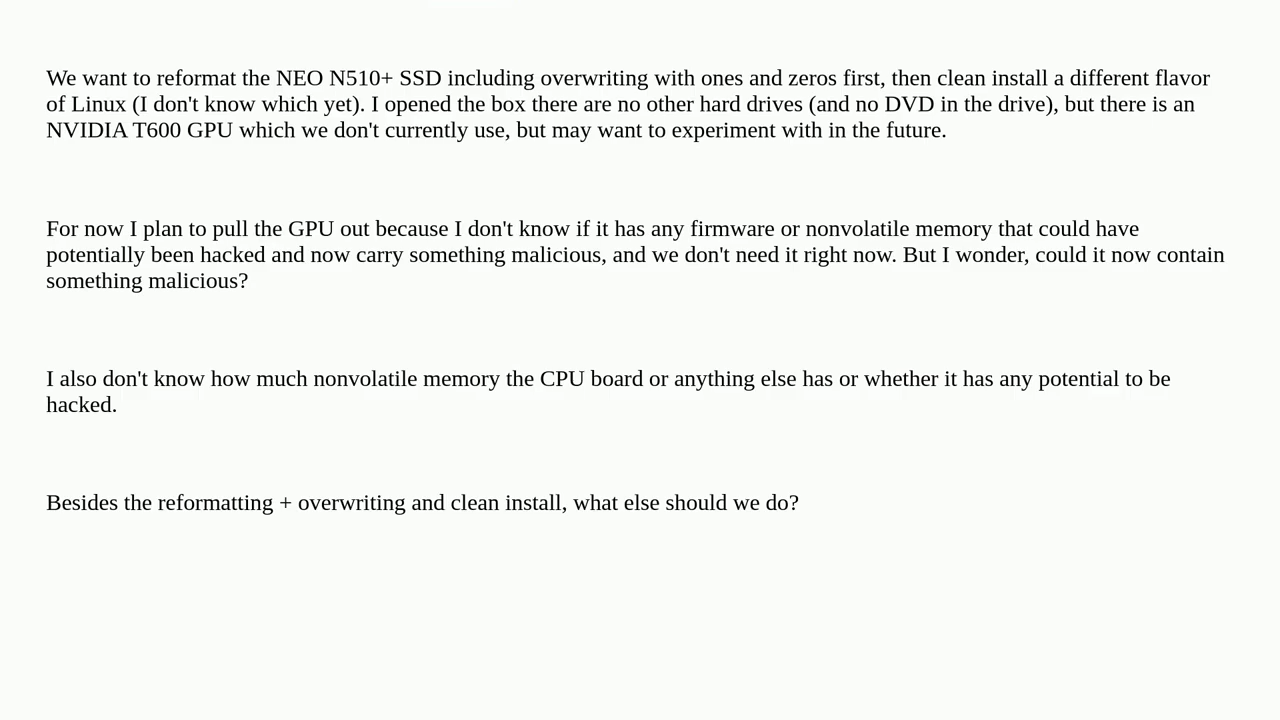 We want to reformat the NEO N510+ SSD including overwriting with ones and zeros first, then clean install a different flavor
of Linux (I don't know which yet). I opened the box there are no other hard drives (and no DVD in the drive), but there is an
NVIDIA T600 GPU which we don't currently use, but may want to experiment with in the future.
For now I plan to pull the GPU out because I don't know if it has any firmware or nonvolatile memory that could have
potentially been hacked and now carry something malicious, and we don't need it right now. But I wonder, could it now contain
something malicious?
I also don't know how much nonvolatile memory the CPU board or anything else has or whether it has any potential to be
hacked.
Besides the reformatting + overwriting and clean install, what else should we do?